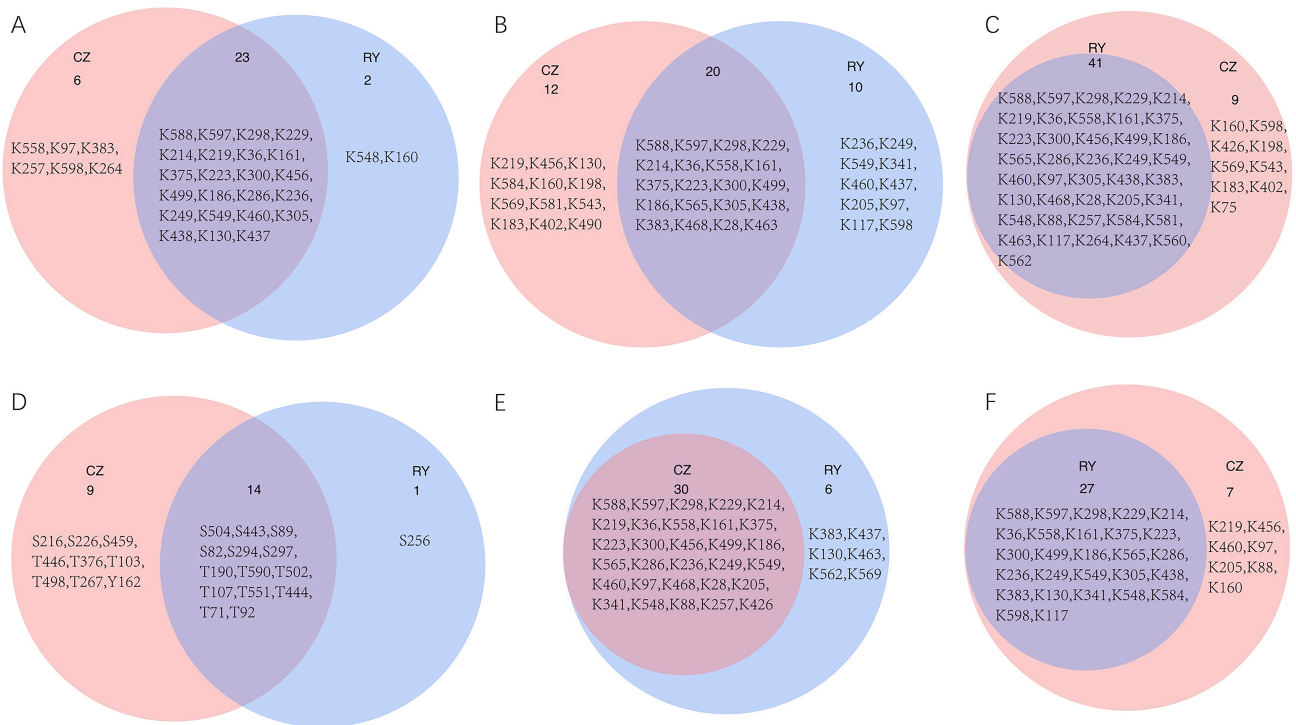 A
CZ
6
23
RY
2
K558,K97,K383,
K257,K598,K264
K588,K597,K298,K229,
K214,K219,K36,K161,
K375,K223,K300,K456,
K499,K186,K286,K236,
K249,K549,K460,K305,
K438,K130,K437
K548,K160
B
CZ
12
20
RY
10
K219,K456,K130,
K584,K160,K198,
K569,K581,K543,
K183,K402,K490
K588,K597,K298,K229,
K214,K36,K558,K161,
K375,K223,K300,K499,
K186,K565,K305,K438,
K383,K468,K28,K463
K236,K249,
K549,K341,
K460,K437,
K205,K97,
K117,K598
C
RY
41
CZ
9
K588,K597,K298,K229,K214,
K219,K36,K558,K161,K375,
K223,K300,K456,K499,K186,
K565,K286,K236,K249,K549,
K460,K97,K305,K438,K383,
K130,K468,K28,K205,K341,
K548,K88,K257,K584,K581,
K463,K117,K264,K437,K560,
K562
K160,K598,
K426,K198,
K569,K543,
K183,K402,
K75
D
CZ
9
14
RY
1
S216,S226,S459,
T446,T376,T103,
T498,T267,Y162
S504,S443,S89,
S82,S294,S297,
T190,T590,T502,
T107,T551,T444,
T71,T92
S256
E
CZ
30
RY
6
K588,K597,K298,K229,K214,
K219,K36,K558,K161,K375,
K223,K300,K456,K499,K186,
K565,K286,K236,K249,K549,
K460,K97,K468,K28,K205,
K341,K548,K88,K257,K426
K383,K437,
K130,K463,
K562,K569
F
RY
27
CZ
7
K588,K597,K298,K229,K214,
K36,K558,K161,K375,K223,
K300,K499,K186,K565,K286,
K236,K249,K549,K305,K438,
K383,K130,K341,K548,K584,
K598,K117
K219,K456,
K460,K97,
K205,K88,
K160